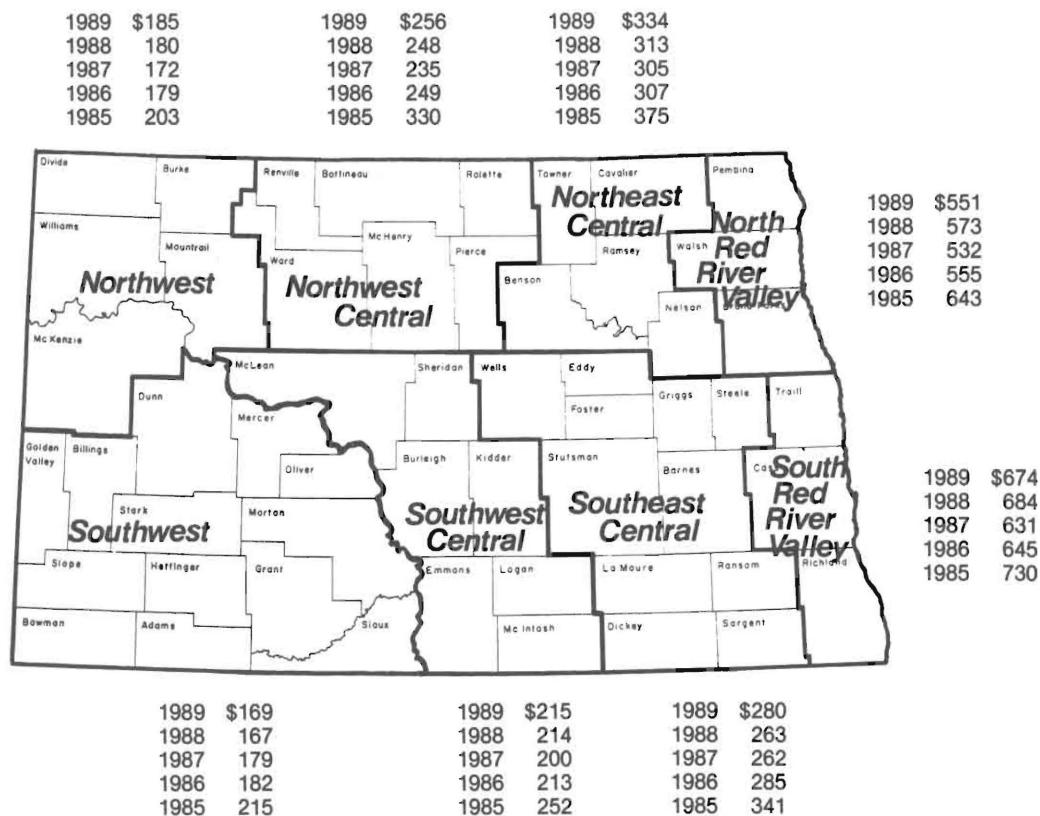 1989 $185
1988 180
1987 172
1986 179
1985 203
1989 $256
1988 248
1987 235
1986 249
1985 330
1989 $334
1988 313
1987 305
1986 307
1985 375
Divide
Burke
Renville
Bottineau
Rolette
Towner
Cavalier
Pembina
Northeast
Central
North
Red
River
Valley
1989 $551
1988 573
1987 532
1986 555
1985 643
Williams
Mountrail
Northwest
Ward
McHenry
Pierce
Northwest
Central
Benson
Ramsey
Walsh
Nelson
McKenzie
McLean
Sheridan
Wells
Eddy
Foster
Griggs
Steele
Traill
Dunn
Mercer
Oliver
Golden
Valley
Billings
Stark
Southwest
Morton
Burleigh
Kidder
Southwest
Central
Stutsman
Barnes
Southeast
Central
South
Red
River
Valley
1989 $674
1988 684
1987 631
1986 645
1985 730
Slope
Hettinger
Grant
Emmons
Logan
La Moure
Ransom
Richland
Bowman
Adams
Sioux
Mc Intosh
Dickey
Sargent
1989 $169
1988 167
1987 179
1986 182
1985 215
1989 $215
1988 214
1987 200
1986 213
1985 252
1989 $280
1988 263
1987 262
1986 285
1985 341